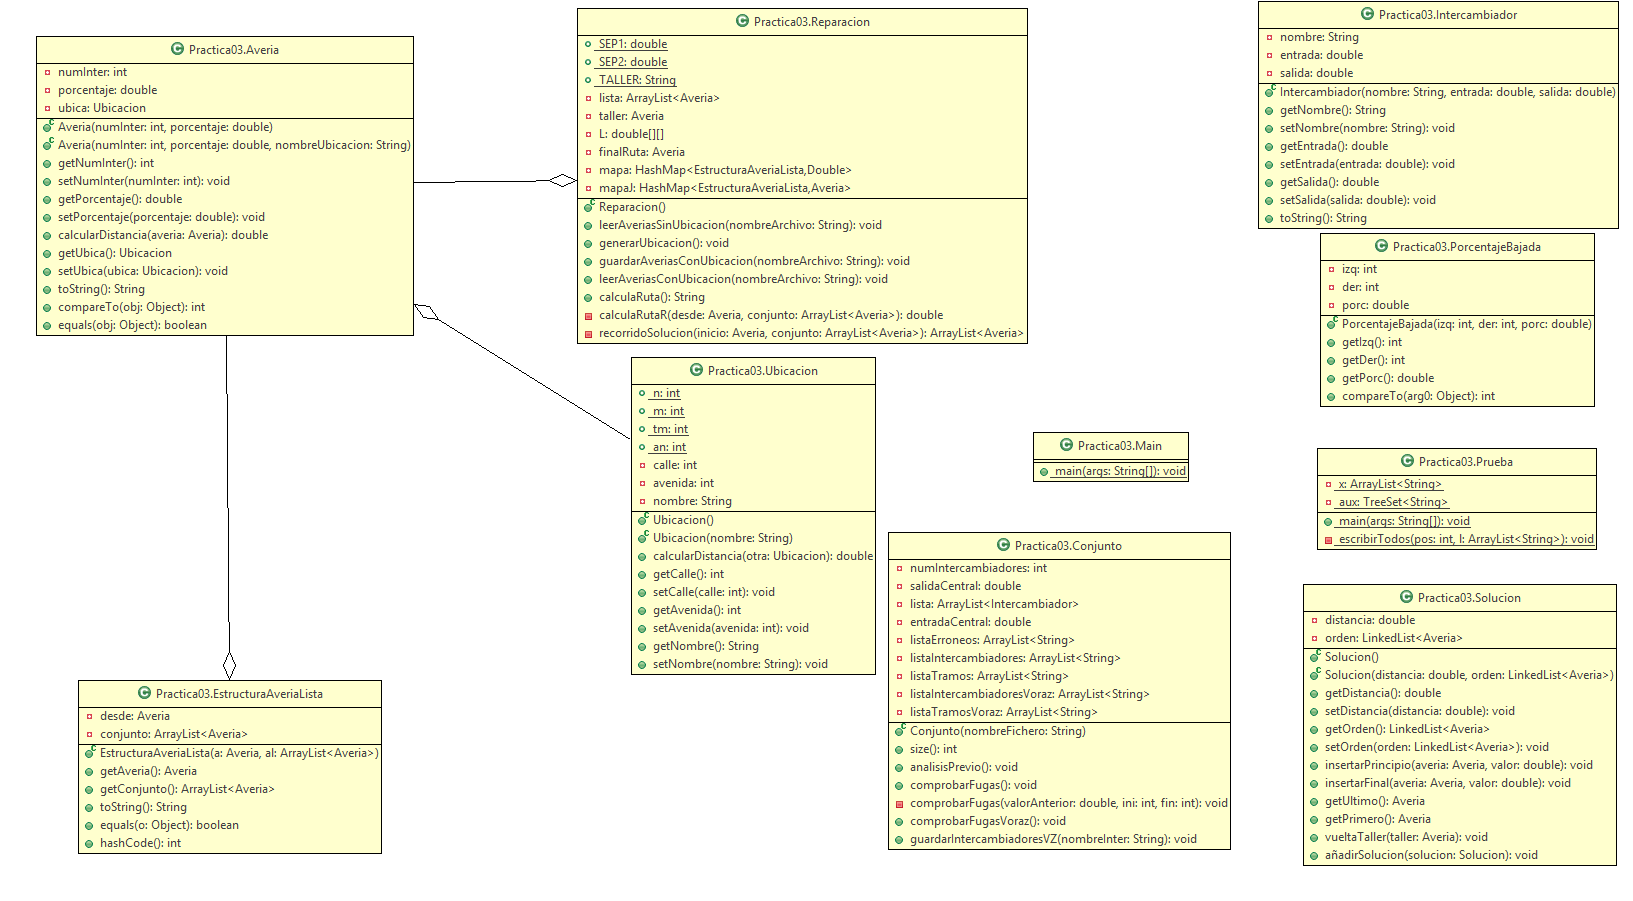 Practica03.Averia
numInter: int
porcentaje: double
ubica: Ubicacion
Averia(numInter: int, porcentaje: double)
Averia(numInter: int, porcentaje: double, nombreUbicacion: String)
getNumInter(): int
setNumInter(numInter: int): void
getPorcentaje(): double
setPorcentaje(porcentaje: double): void
calcularDistancia(averia: Averia): double
getUbica(): Ubicacion
setUbica(ubica: Ubicacion): void
toString(): String
compareTo(obj: Object): int
equals(obj: Object): boolean
Practica03.Reparacion
SEP1: double
SEP2: double
TALLER: String
lista: ArrayList<Averia>
taller: Averia
L: double[][]
finalRuta: Averia
mapa: HashMap<EstructuraAveriaLista,Double>
mapaJ: HashMap<EstructuraAveriaLista,Averia>
Reparacion()
leerAveriasSinUbicacion(nombreArchivo: String): void
generarUbicacion(): void
guardarAveriasConUbicacion(nombreArchivo: String): void
leerAveriasConUbicacion(nombreArchivo: String): void
calculaRuta(): String
calculaRutaR(desde: Averia, conjunto: ArrayList<Averia>): double
recorridoSolucion(inicio: Averia, conjunto: ArrayList<Averia>): ArrayList<Averia>
Practica03.Intercambiador
nombre: String
entrada: double
salida: double
Intercambiador(nombre: String, entrada: double, salida: double)
getNombre(): String
setNombre(nombre: String): void
getEntrada(): double
setEntrada(entrada: double): void
getSalida(): double
setSalida(salida: double): void
toString(): String
Practica03.PorcentajeBajada
izq: int
der: int
porc: double
PorcentajeBajada(izq: int, der: int, porc: double)
getIzq(): int
getDer(): int
getPorc(): double
compareTo(arg0: Object): int
Practica03.Ubicacion
n: int
m: int
tm: int
an: int
calle: int
avenida: int
nombre: String
Ubicacion()
Ubicacion(nombre: String)
calcularDistancia(otra: Ubicacion): double
getCalle(): int
setCalle(calle: int): void
getAvenida(): int
setAvenida(avenida: int): void
getNombre(): String
setNombre(nombre: String): void
Practica03.Main
main(args: String[]): void
Practica03.Prueba
x: ArrayList<String>
aux: TreeSet<String>
main(args: String[]): void
escribirTodos(pos: int, l: ArrayList<String>): void
Practica03.Conjunto
numIntercambiadores: int
salidaCentral: double
lista: ArrayList<Intercambiador>
entradaCentral: double
listaErroneos: ArrayList<String>
listaIntercambiadores: ArrayList<String>
listaTramos: ArrayList<String>
listaIntercambiadoresVoraz: ArrayList<String>
listaTramosVoraz: ArrayList<String>
Conjunto(nombreFichero: String)
size(): int
analisisPrevio(): void
comprobarFugas(): void
comprobarFugas(valorAnterior: double, ini: int, fin: int): void
comprobarFugasVoraz(): void
guardarIntercambiadoresVZ(nombreInter: String): void
Practica03.Solucion
distancia: double
orden: LinkedList<Averia>
Solucion()
Solucion(distancia: double, orden: LinkedList<Averia>)
getDistancia(): double
setDistancia(distancia: double): void
getOrden(): LinkedList<Averia>
setOrden(orden: LinkedList<Averia>): void
insertarPrincipio(averia: Averia, valor: double): void
insertarFinal(averia: Averia, valor: double): void
getUltimo(): Averia
getPrimero(): Averia
vueltaTaller(taller: Averia): void
añadirSolucion(solucion: Solucion): void
Practica03.EstructuraAveriaLista
desde: Averia
conjunto: ArrayList<Averia>
EstructuraAveriaLista(a: Averia, al: ArrayList<Averia>)
getAveria(): Averia
getConjunto(): ArrayList<Averia>
toString(): String
equals(o: Object): boolean
hashCode(): int